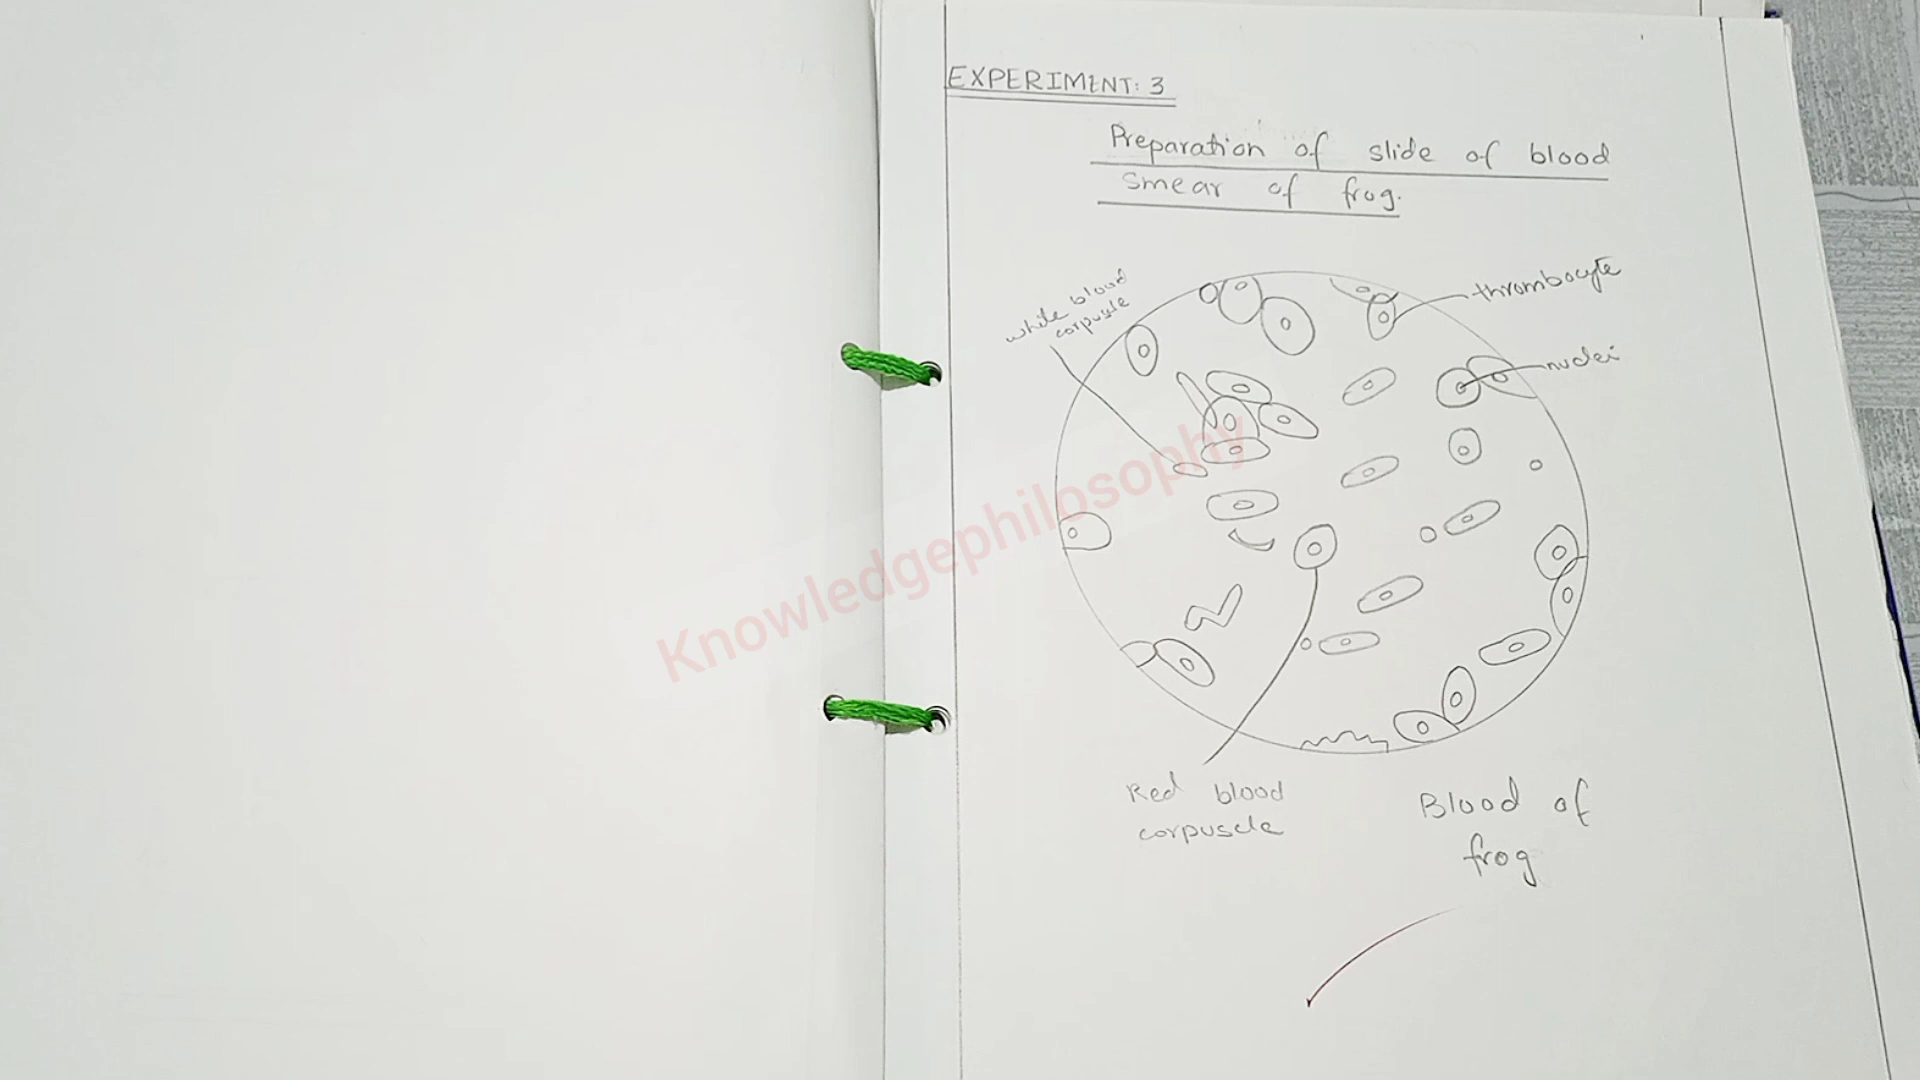 EXPERIMENT: 3
Preparation of slide of blood
smear of frog.
white blood
corpuscle
thrombocyte
nuclei
Knowledgephilosophy
Red blood
corpuscle
Blood of
frog